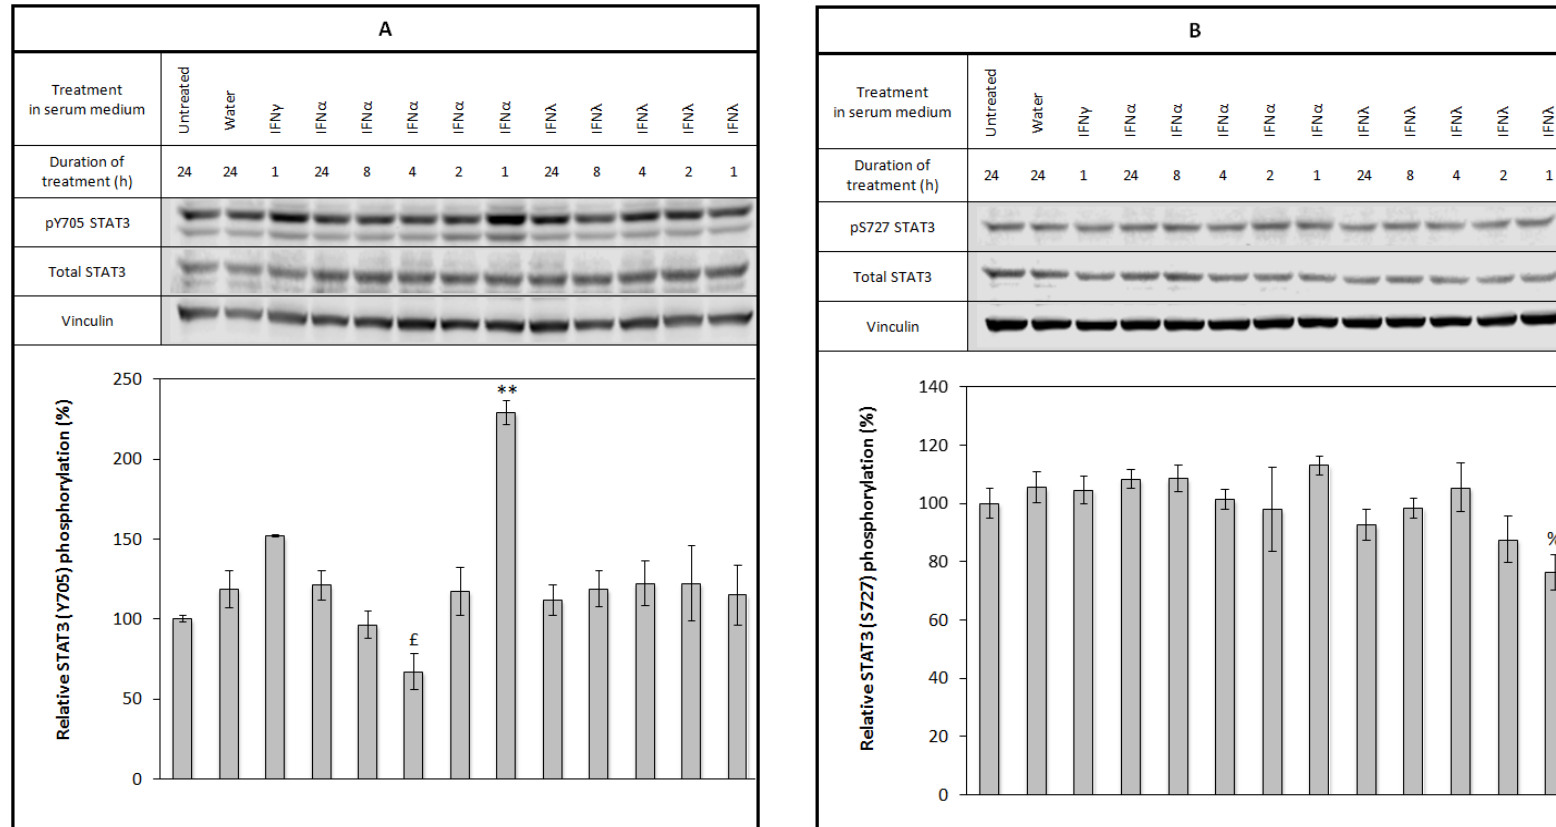 A
Treatment
in serum medium
Untreated
Water
IFNγ
IFNα
IFNα
IFNα
IFNα
IFNα
IFNλ
IFNλ
IFNλ
IFNλ
IFNλ
Duration of
treatment (h)
24 24 1 24 8 4 2 1 24 8 4 2 1
pY705 STAT3
Total STAT3
Vinculin
Relative STAT3 (Y705) phosphorylation (%)
250
200
150
100
50
0
£
**
B
Treatment
in serum medium
Untreated
Water
IFNγ
IFNα
IFNα
IFNα
IFNα
IFNα
IFNλ
IFNλ
IFNλ
IFNλ
IFNλ
Duration of
treatment (h)
24 24 1 24 8 4 2 1 24 8 4 2 1
pS727 STAT3
Total STAT3
Vinculin
Relative STAT3 (S727) phosphorylation (%)
140
120
100
80
60
40
20
0
%